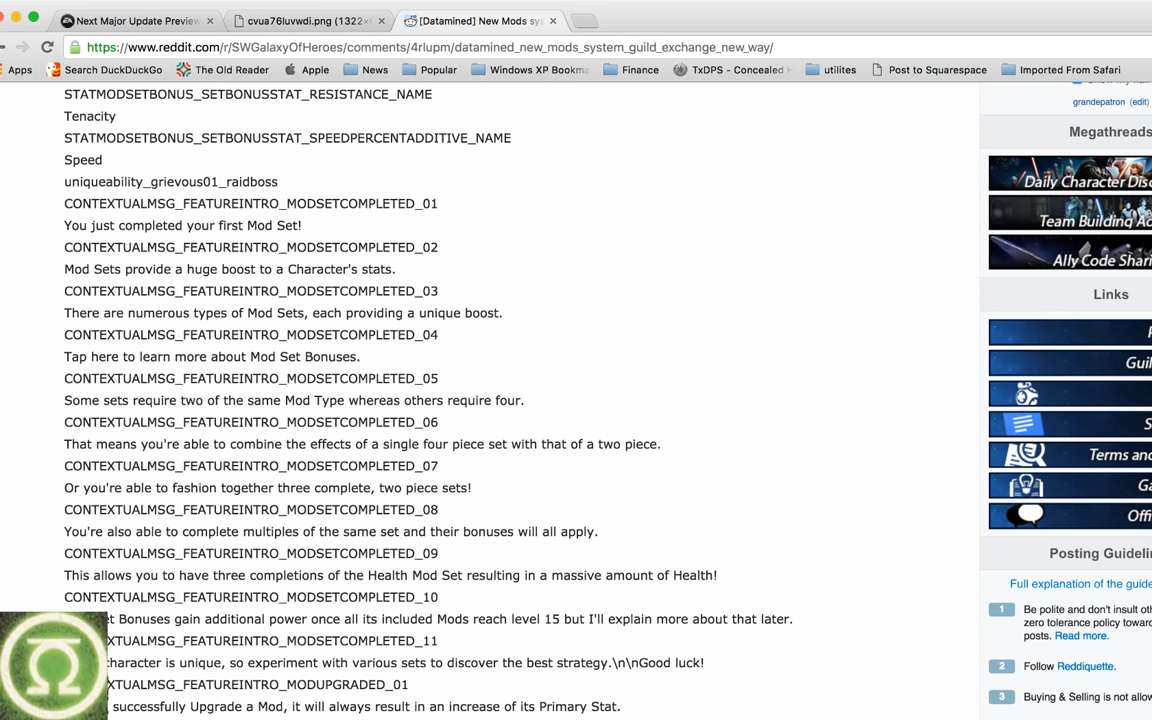 Next Major Update Preview
cvua76luvwdi.png (1322×
[Datamined] New Mods sys
https://www.reddit.com/r/SWGalaxyOfHeroes/comments/4rlupm/datamined_new_mods_system_guild_exchange_new_way/
Apps Search DuckDuckGo The Old Reader Apple News Popular Windows XP Bookma Finance TxDPS - Concealed H utilites Post to Squarespace Imported From Safari
STATMODSETBONUS_SETBONUSSTAT_RESISTANCE_NAME
Tenacity
STATMODSETBONUS_SETBONUSSTAT_SPEEDPERCENTADDITIVE_NAME
Speed
uniqueability_grievous01_raidboss
CONTEXTUALMSG_FEATUREINTRO_MODSETCOMPLETED_01
You just completed your first Mod Set!
CONTEXTUALMSG_FEATUREINTRO_MODSETCOMPLETED_02
Mod Sets provide a huge boost to a Character's stats.
CONTEXTUALMSG_FEATUREINTRO_MODSETCOMPLETED_03
There are numerous types of Mod Sets, each providing a unique boost.
CONTEXTUALMSG_FEATUREINTRO_MODSETCOMPLETED_04
Tap here to learn more about Mod Set Bonuses.
CONTEXTUALMSG_FEATUREINTRO_MODSETCOMPLETED_05
Some sets require two of the same Mod Type whereas others require four.
CONTEXTUALMSG_FEATUREINTRO_MODSETCOMPLETED_06
That means you're able to combine the effects of a single four piece set with that of a two piece.
CONTEXTUALMSG_FEATUREINTRO_MODSETCOMPLETED_07
Or you're able to fashion together three complete, two piece sets!
CONTEXTUALMSG_FEATUREINTRO_MODSETCOMPLETED_08
You're also able to complete multiples of the same set and their bonuses will all apply.
CONTEXTUALMSG_FEATUREINTRO_MODSETCOMPLETED_09
This allows you to have three completions of the Health Mod Set resulting in a massive amount of Health!
CONTEXTUALMSG_FEATUREINTRO_MODSETCOMPLETED_10
et Bonuses gain additional power once all its included Mods reach level 15 but I'll explain more about that later.
XTUALMSG_FEATUREINTRO_MODSETCOMPLETED_11
character is unique, so experiment with various sets to discover the best strategy.\n\nGood luck!
XTUALMSG_FEATUREINTRO_MODUPGRADED_01
successfully Upgrade a Mod, it will always result in an increase of its Primary Stat.
grandepatron (edit)
Megathreads
Daily Character Disc
Team Building Ad
Ally Code Shari
Links
Guil
Terms and
Ga
Offi
Posting Guidelin
Full explanation of the guide
1 Be polite and don't insult oth
zero tolerance policy toward
posts. Read more.
2 Follow Reddiquette.
3 Buying & Selling is not allow